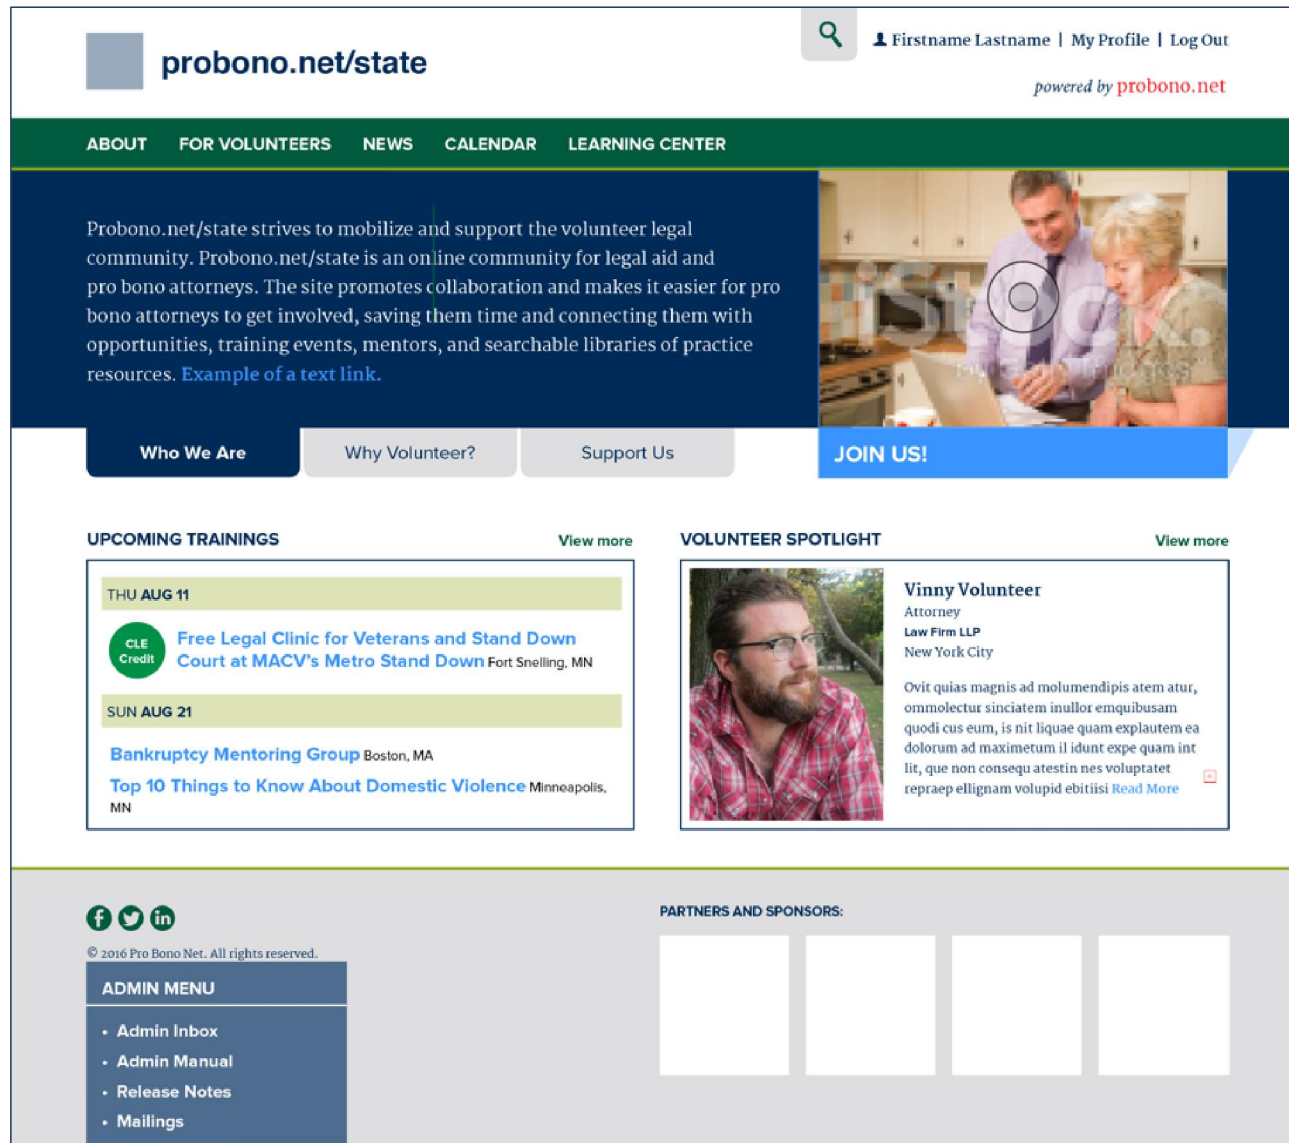 probono.net/state
Firstname Lastname | My Profile | Log Out
powered by probono.net
ABOUT FOR VOLUNTEERS NEWS CALENDAR LEARNING CENTER
Probono.net/state strives to mobilize and support the volunteer legal
community. Probono.net/state is an online community for legal aid and
pro bono attorneys. The site promotes collaboration and makes it easier for pro
bono attorneys to get involved, saving them time and connecting them with
opportunities, training events, mentors, and searchable libraries of practice
resources. Example of a text link.
iStock.
Who We Are Why Volunteer? Support Us
JOIN US!
UPCOMING TRAININGS View more
THU AUG 11
CLE
Credit
Free Legal Clinic for Veterans and Stand Down
Court at MACV's Metro Stand Down Fort Snelling, MN
SUN AUG 21
Bankruptcy Mentoring Group Boston, MA
Top 10 Things to Know About Domestic Violence Minneapolis,
MN
VOLUNTEER SPOTLIGHT View more
Vinny Volunteer
Attorney
Law Firm LLP
New York City
Ovit quias magnis ad molumendipis atem atur,
ommolectur sinciatem inullor emquibusam
quodi cus eum, is nit liquae quam explautem ea
dolorum ad maximetum il idunt expe quam int
lit, que non consequ atestin nes voluptatet
repraep ellignam volupid ebitiisi Read More
© 2016 Pro Bono Net. All rights reserved.
ADMIN MENU
• Admin Inbox
• Admin Manual
• Release Notes
• Mailings
PARTNERS AND SPONSORS: